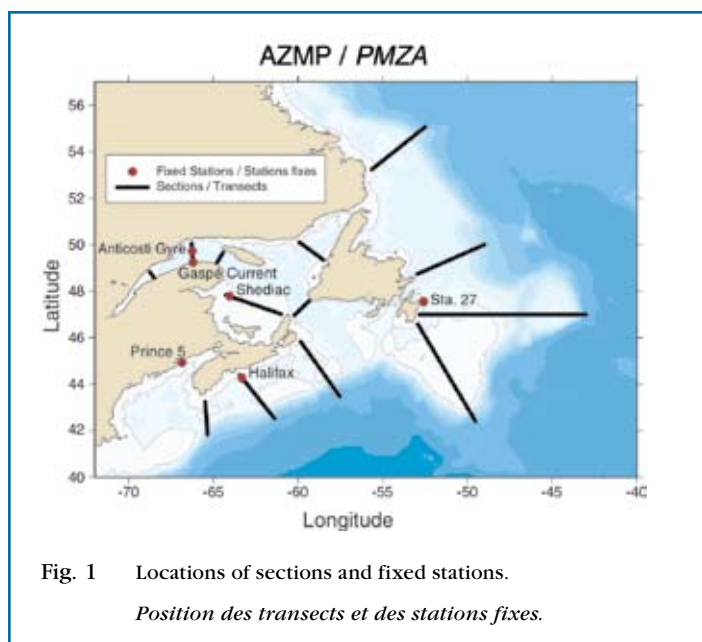 AZMP / PMZA
56
54
52
50
48
46
44
42
40
Latitude
Fixed Stations / Stations fixes
Sections / Transects
Anticosti Gyre
Gaspé Current
Shediac
Sta. 27
Prince 5
Halifax
-70 -65 -60 -55 -50 -45 -40
Longitude
Fig. 1 Locations of sections and fixed stations.
Position des transects et des stations fixes.